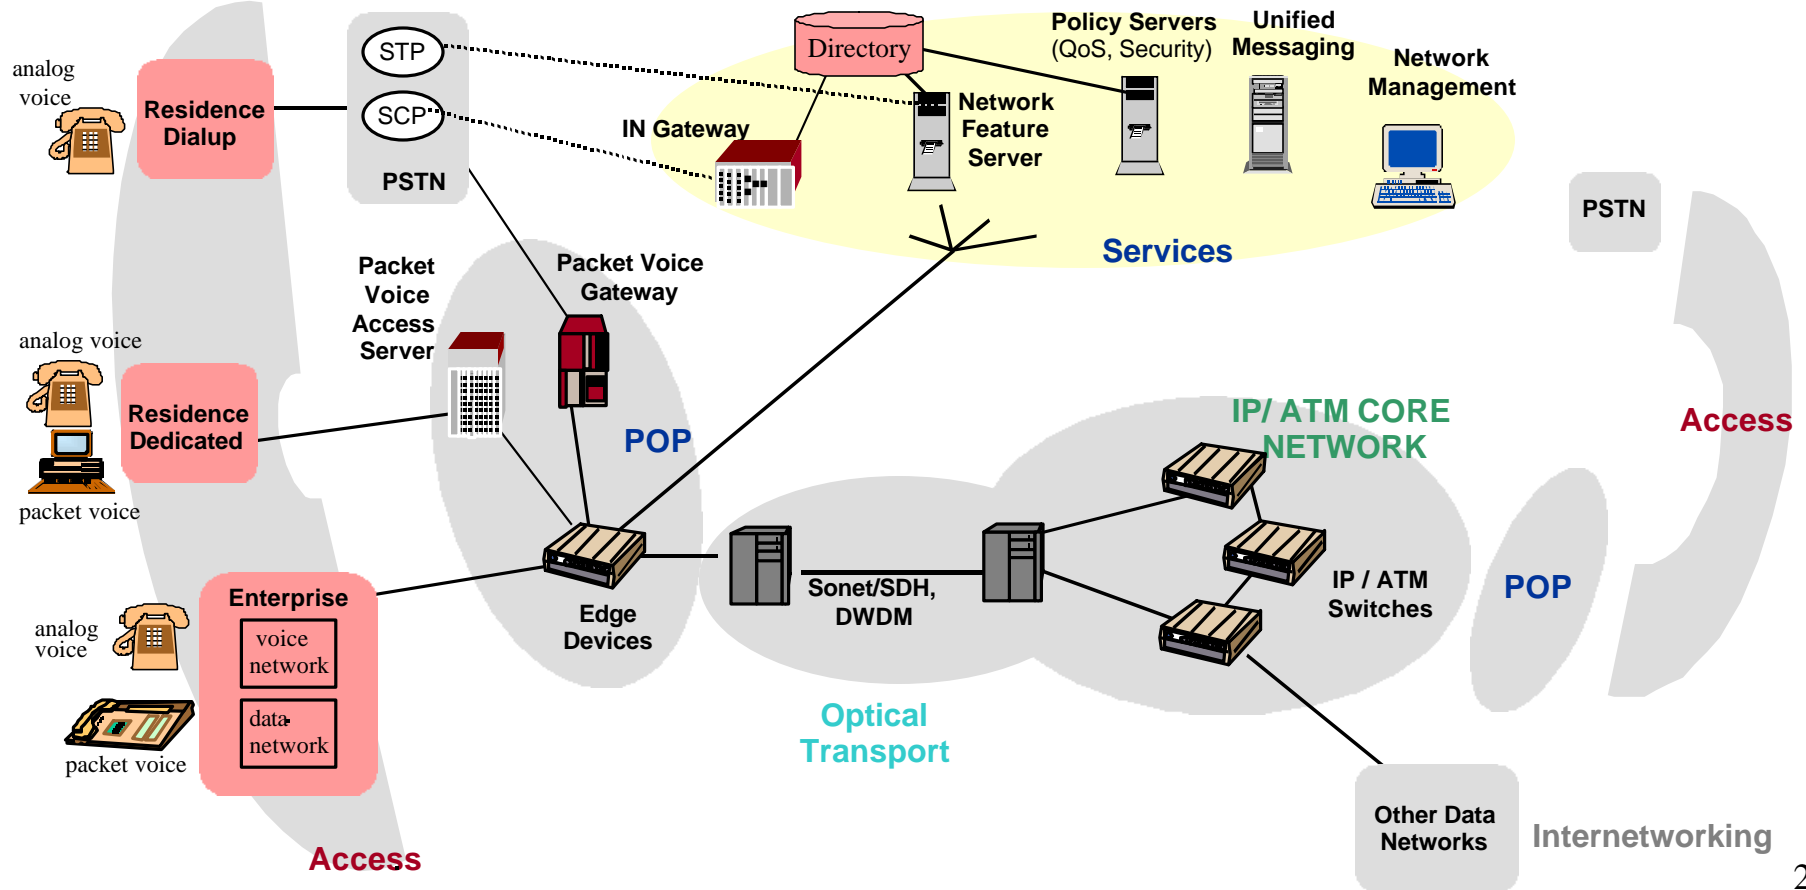 analog
voice
Residence
Dialup
STP
SCP
PSTN
Directory
Policy Servers
(QoS, Security)
Unified
Messaging
Network
Management
IN Gateway
Network
Feature
Server
Services
PSTN
Packet
Voice
Access
Server
Packet Voice
Gateway
analog voice
Residence
Dedicated
packet voice
POP
IP/ ATM CORE
NETWORK
Access
Enterprise
voice
network
data
network
analog
voice
packet voice
Edge
Devices
Sonet/SDH,
DWDM
IP / ATM
Switches
POP
Optical
Transport
Other Data
Networks
Internetworking
Access
2